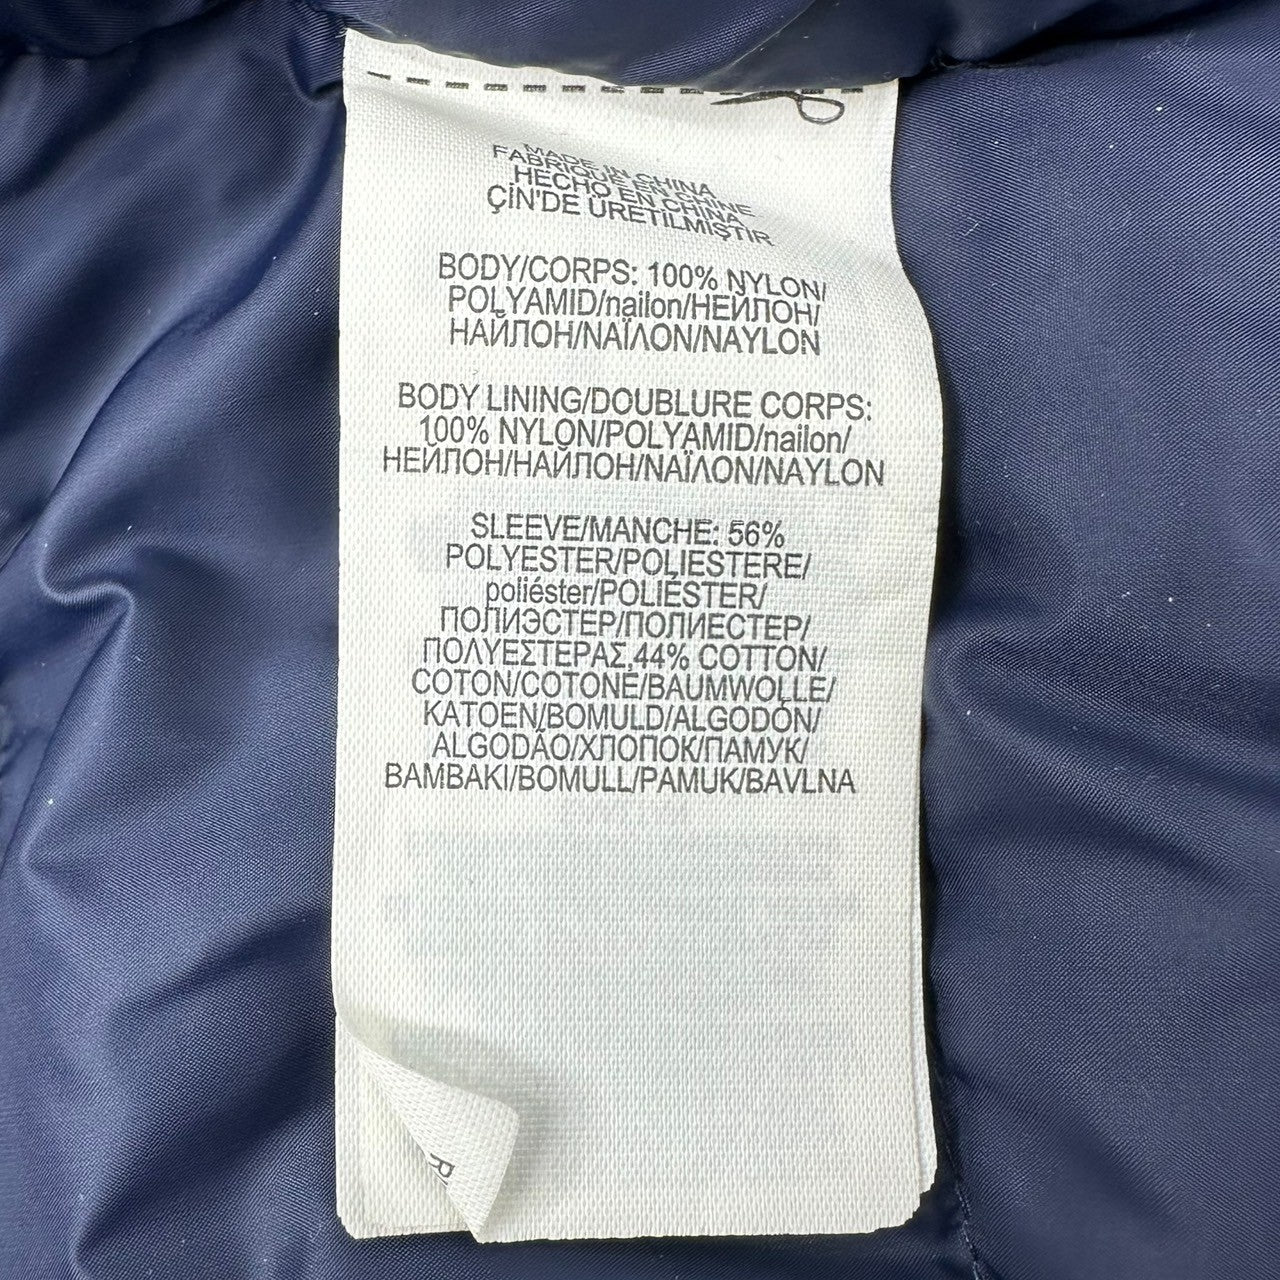 MADE IN CHINA
FABRIQUE EN CHINE
HECHO EN CHINA
ÇİN'DE ÜRETİLMİŞTİR
BODY/CORPS: 100% NYLON/
POLYAMID/nailon/НЕЙЛОН/
НАЙЛОН/ΝΑΪΛΟΝ/NAYLON
BODY LINING/DOUBLURE CORPS:
100% NYLON/POLYAMID/nailon/
НЕЙЛОН/НАЙЛОН/ΝΑΪΛΟΝ/NAYLON
SLEEVE/MANCHE: 56%
POLYESTER/POLIESTERE/
poliéster/POLIÉSTER/
ПОЛИЭСТЕР/ПОЛИЕСТЕР/
ΠΟΛΥΕΣΤΕΡΑΣ,44% COTTON/
COTON/COTONE/BAUMWOLLE/
KATOEN/BOMULD/ALGODÓN/
ALGODÃO/ХЛОПОК/ПАМУК/
ΒΑΜΒΑΚΙ/BOMULL/PAMUK/BAVLNA